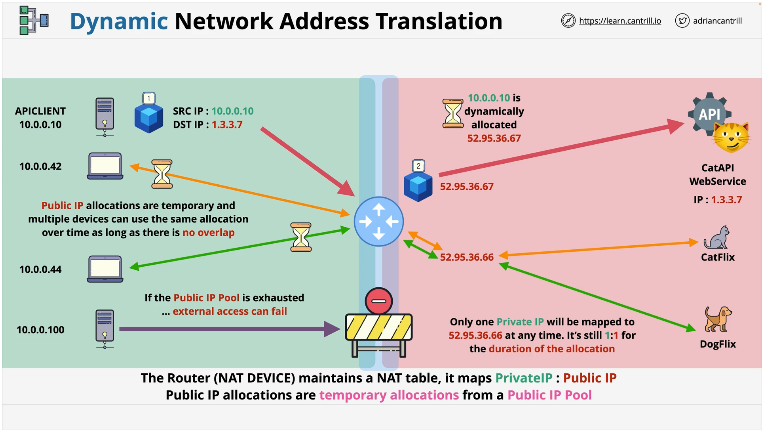 Dynamic Network Address Translation
https://learn.cantrill.io
adriancantrill
APICLIENT
10.0.0.10
1
SRC IP : 10.0.0.10
DST IP : 1.3.3.7
10.0.0.10 is
dynamically
allocated
52.95.36.67
API
CatAPI
WebService
IP : 1.3.3.7
10.0.0.42
2
52.95.36.67
Public IP allocations are temporary and
multiple devices can use the same allocation
over time as long as there is no overlap
52.95.36.66
CatFlix
10.0.0.44
If the Public IP Pool is exhausted
... external access can fail
10.0.0.100
Only one Private IP will be mapped to
52.95.36.66 at any time. It's still 1:1 for
the duration of the allocation
DogFlix
The Router (NAT DEVICE) maintains a NAT table, it maps PrivateIP : Public IP
Public IP allocations are temporary allocations from a Public IP Pool